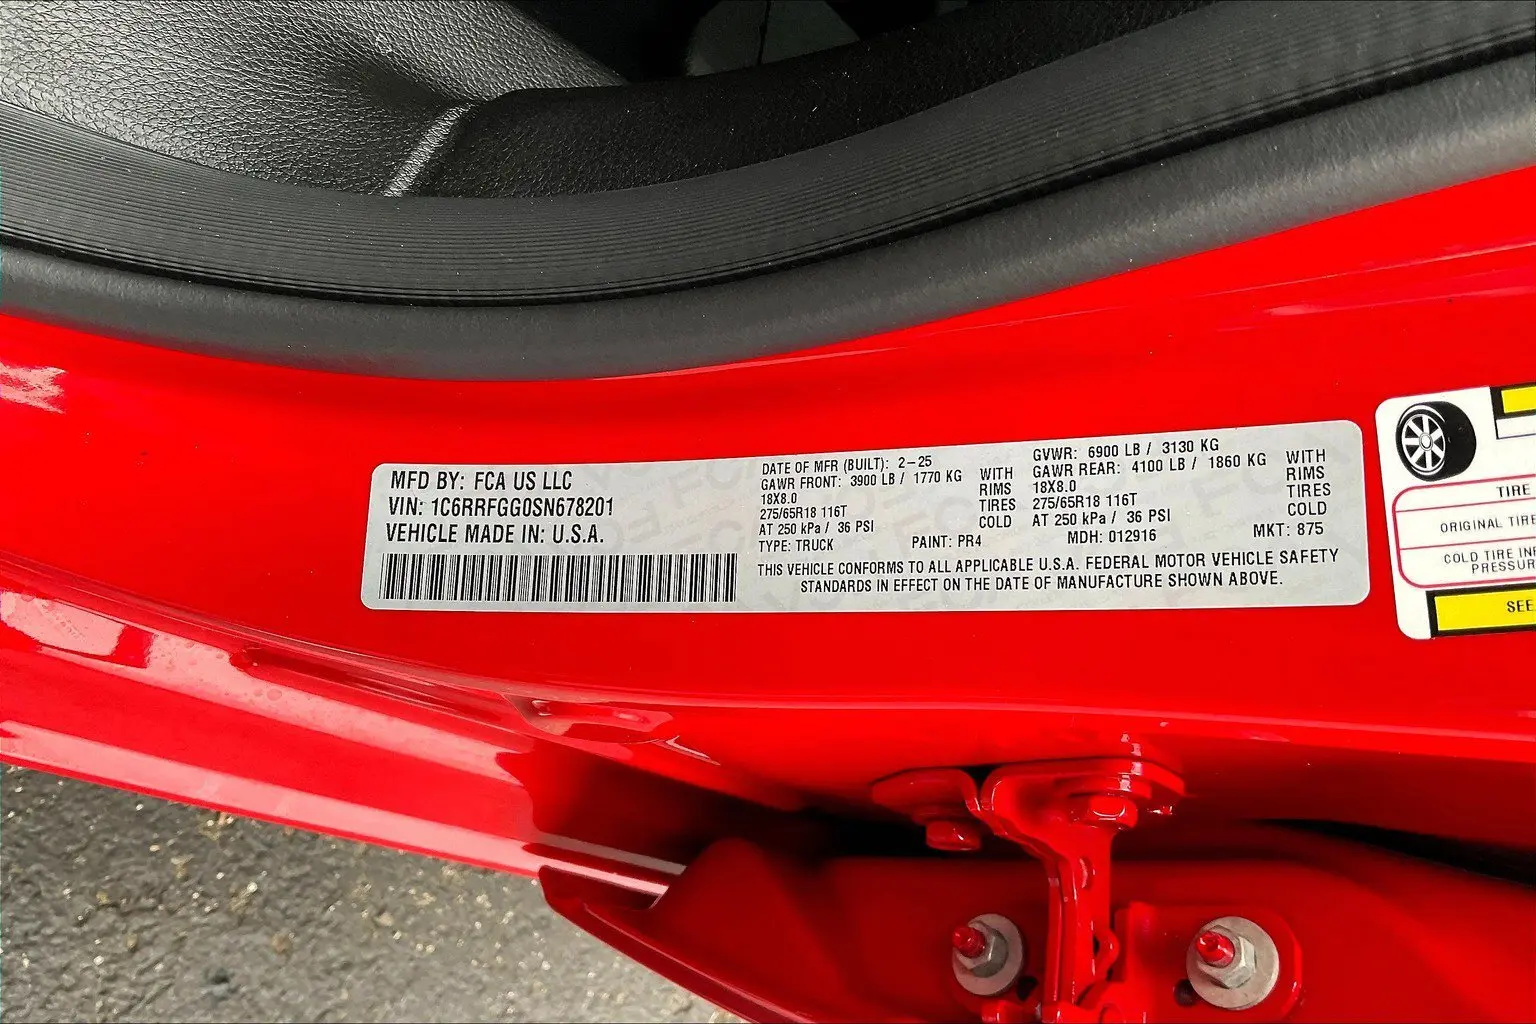 MFD BY: FCA US LLC
VIN: 1C6RRFGG0SN678201
VEHICLE MADE IN: U.S.A.
DATE OF MFR (BUILT): 2-25
GAWR FRONT: 3900 LB / 1770 KG WITH
18X8.0 RIMS
275/65R18 116T TIRES
AT 250 kPa / 36 PSI COLD
TYPE: TRUCK PAINT: PR4
GVWR: 6900 LB / 3130 KG
GAWR REAR: 4100 LB / 1860 KG WITH
18X8.0 RIMS
275/65R18 116T TIRES
AT 250 kPa / 36 PSI COLD
MDH: 012916 MKT: 875
THIS VEHICLE CONFORMS TO ALL APPLICABLE U.S.A. FEDERAL MOTOR VEHICLE SAFETY
STANDARDS IN EFFECT ON THE DATE OF MANUFACTURE SHOWN ABOVE.
TIRE
ORIGINAL TIRE
COLD TIRE
PRESSUR
SEE